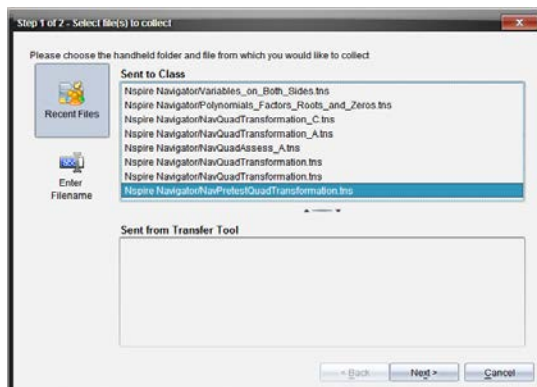 Step 1 of 2 - Select file(s) to collect
Please choose the handheld folder and file from which you would like to collect
Recent Files
Enter
Filename
Sent to Class
Nspire Navigator/Variables_on_Both_Sides.tns
Nspire Navigator/Polynomials_Factors_Roots_and_Zeros.tns
Nspire Navigator/NavQuadTransformation_C.tns
Nspire Navigator/NavQuadTransformation_A.tns
Nspire Navigator/NavQuadAssess_A.tns
Nspire Navigator/NavQuadTransformation.tns
Nspire Navigator/NavQuadTransformation.tns
Nspire Navigator/NavPretestQuadTransformation.tns
Sent from Transfer Tool
< Back
Next >
Cancel